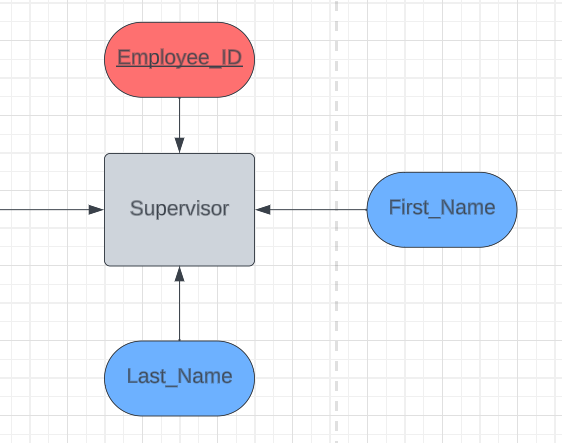 Employee_ID
Supervisor
First_Name
Last_Name